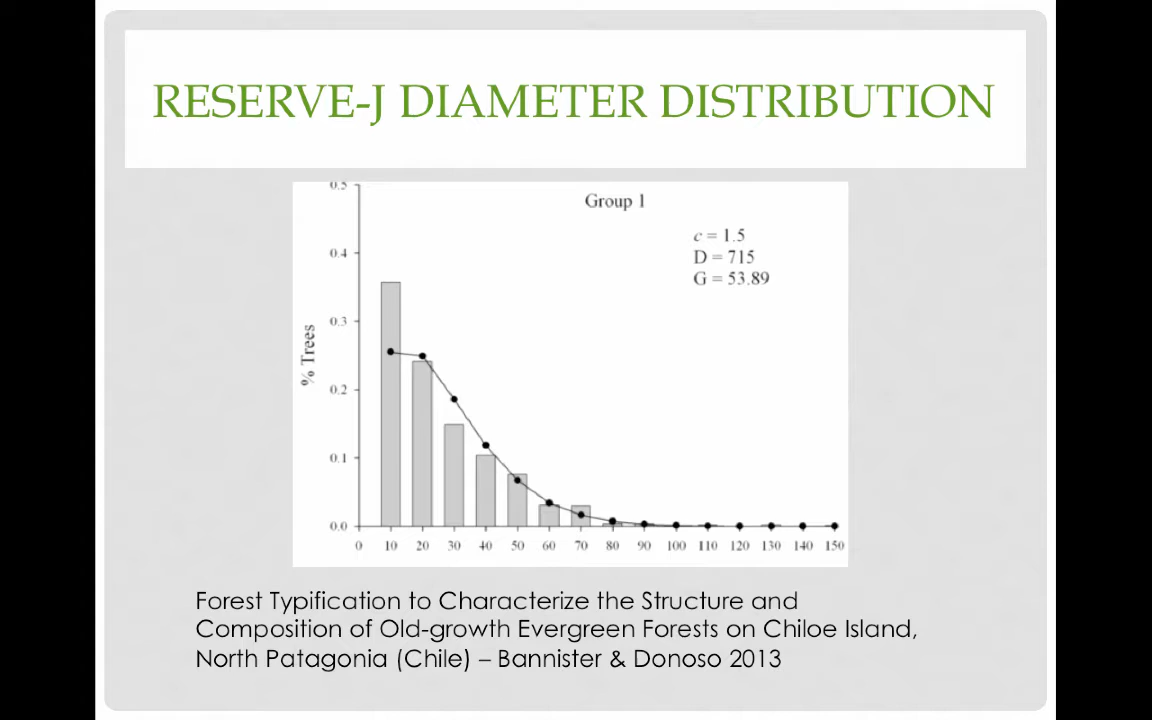 RESERVE-J DIAMETER DISTRIBUTION
Group 1
c = 1.5
D = 715
G = 53.89
% Trees
0.5
0.4
0.3
0.2
0.1
0.0
0 10 20 30 40 50 60 70 80 90 100 110 120 130 140 150
Forest Typification to Characterize the Structure and
Composition of Old-growth Evergreen Forests on Chiloe Island,
North Patagonia (Chile) – Bannister & Donoso 2013